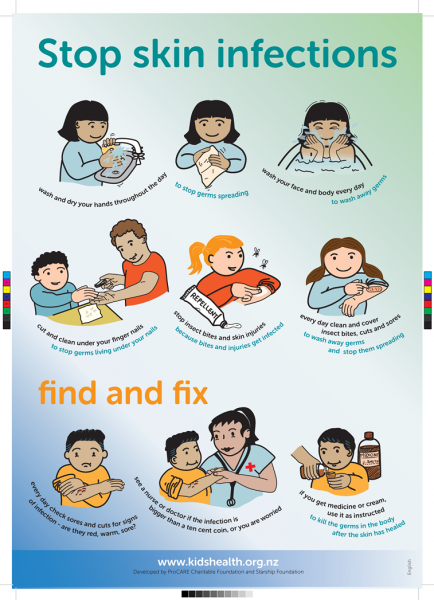 Stop skin infections
wash and dry your hands throughout the day
to stop germs spreading
wash your face and body every day
to wash away germs
cut and clean under your finger nails
to stop germs living under your nails
REPELLENT
stop insect bites and skin injuries
because bites and injuries get infected
every day clean and cover
insect bites, cuts and sores
to wash away germs
and stop them spreading
find and fix
every day check sores and cuts for signs
of infection - are they red, warm, sore?
see a nurse or doctor if the infection is
bigger than a ten cent coin, or you are worried
MEDICINE
if you get medicine or cream,
use it as instructed
to kill the germs in the body
after the skin has healed
www.kidshealth.org.nz
Developed by ProCARE Charitable Foundation and Starship Foundation
English